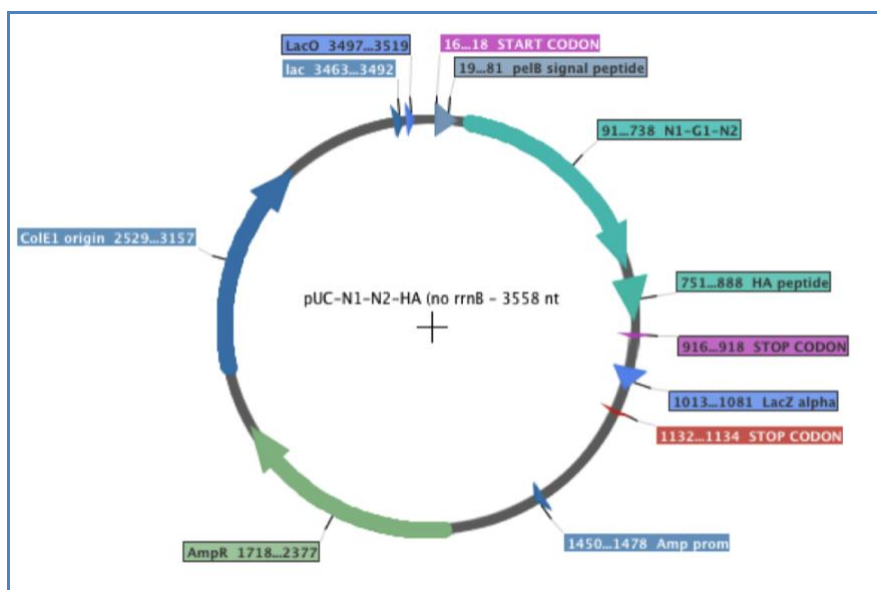 LacO 3497...3519
16...18 START CODON
lac 3463...3492
19...81 pelB signal peptide
91...738 N1-G1-N2
ColE1 origin 2529...3157
751...888 HA peptide
pUC-N1-N2-HA (no rrnB - 3558 nt
916...918 STOP CODON
1013...1081 LacZ alpha
1132...1134 STOP CODON
1450...1478 Amp prom
AmpR 1718...2377